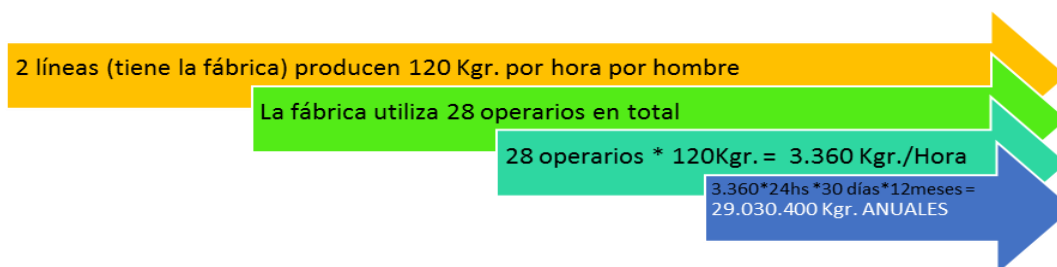 2 líneas (tiene la fábrica) producen 120 Kgr. por hora por hombre
La fábrica utiliza 28 operarios en total
28 operarios * 120Kgr. = 3.360 Kgr./Hora
3.360*24hs *30 días*12meses =
29.030.400 Kgr. ANUALES